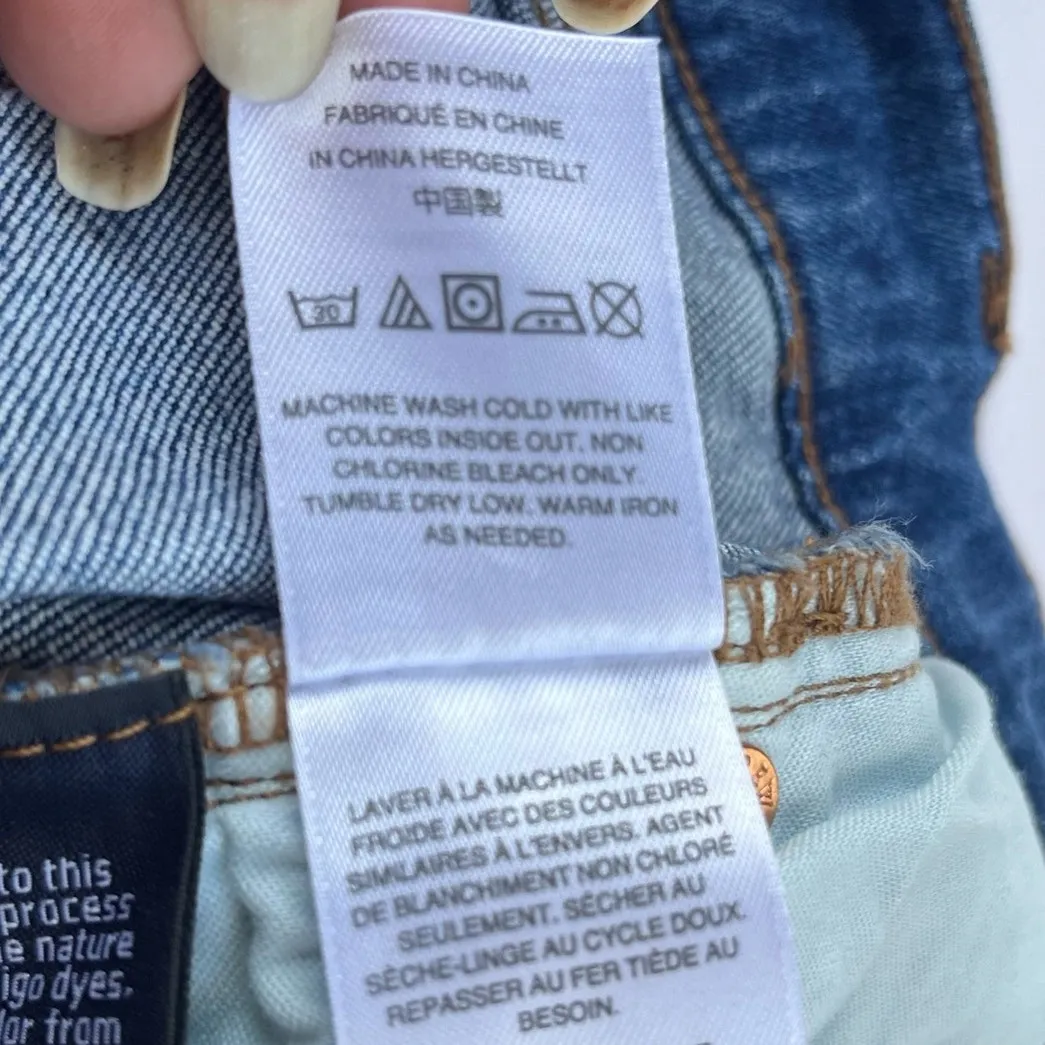 MADE IN CHINA
FABRIQUÉ EN CHINE
IN CHINA HERGESTELLT
中国製
30
MACHINE WASH COLD WITH LIKE
COLORS INSIDE OUT. NON
CHLORINE BLEACH ONLY.
TUMBLE DRY LOW. WARM IRON
AS NEEDED.
LAVER À LA MACHINE À L'EAU
FROIDE AVEC DES COULEURS
SIMILAIRES À L'ENVERS. AGENT
DE BLANCHIMENT NON CHLORÉ
SEULEMENT. SÉCHER AU
SÈCHE-LINGE AU CYCLE DOUX.
REPASSER AU FER TIÈDE AU
BESOIN.
to this
process
nature
dyes.
from